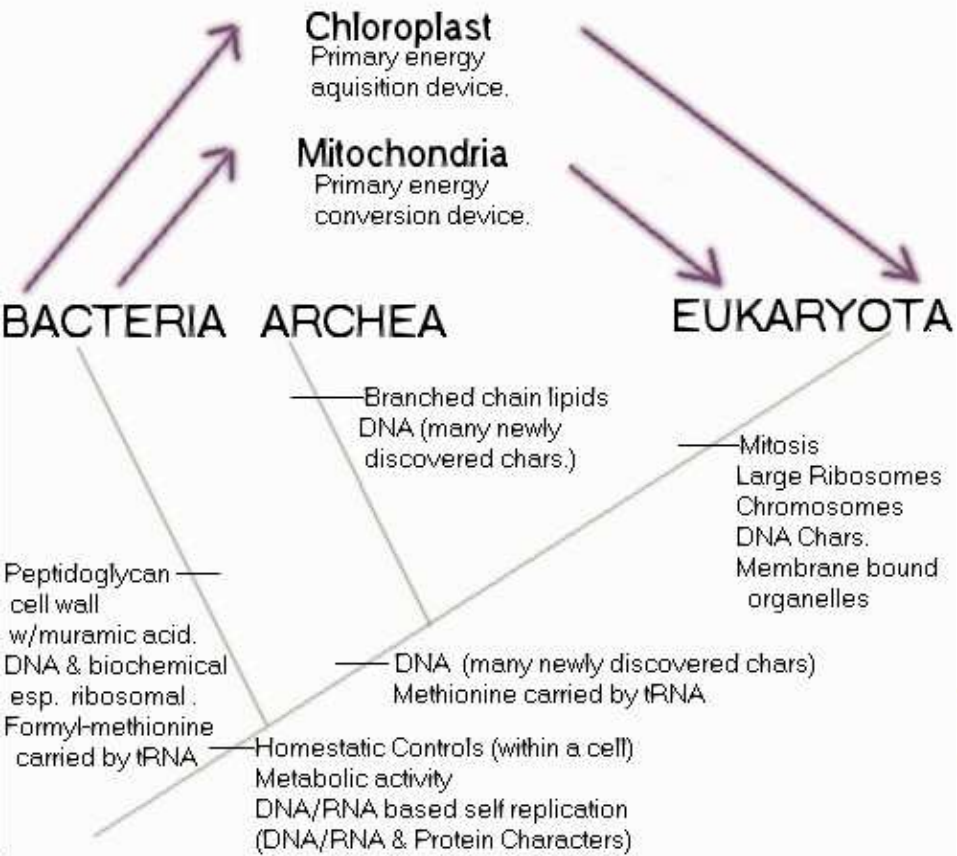 Chloroplast
Primary energy
aquisition device.
Mitochondria
Primary energy
conversion device.
BACTERIA
ARCHEA
EUKARYOTA
Branched chain lipids
DNA (many newly
discovered chars.)
Mitosis
Large Ribosomes
Chromosomes
DNA Chars.
Membrane bound
organelles
Peptidoglycan
cell wall
w/muramic acid.
DNA & biochemical
esp. ribosomal .
Formyl-methionine
carried by tRNA
DNA (many newly discovered chars)
Methionine carried by tRNA
Homestatic Controls (within a cell)
Metabolic activity
DNA/RNA based self replication
(DNA/RNA & Protein Characters)